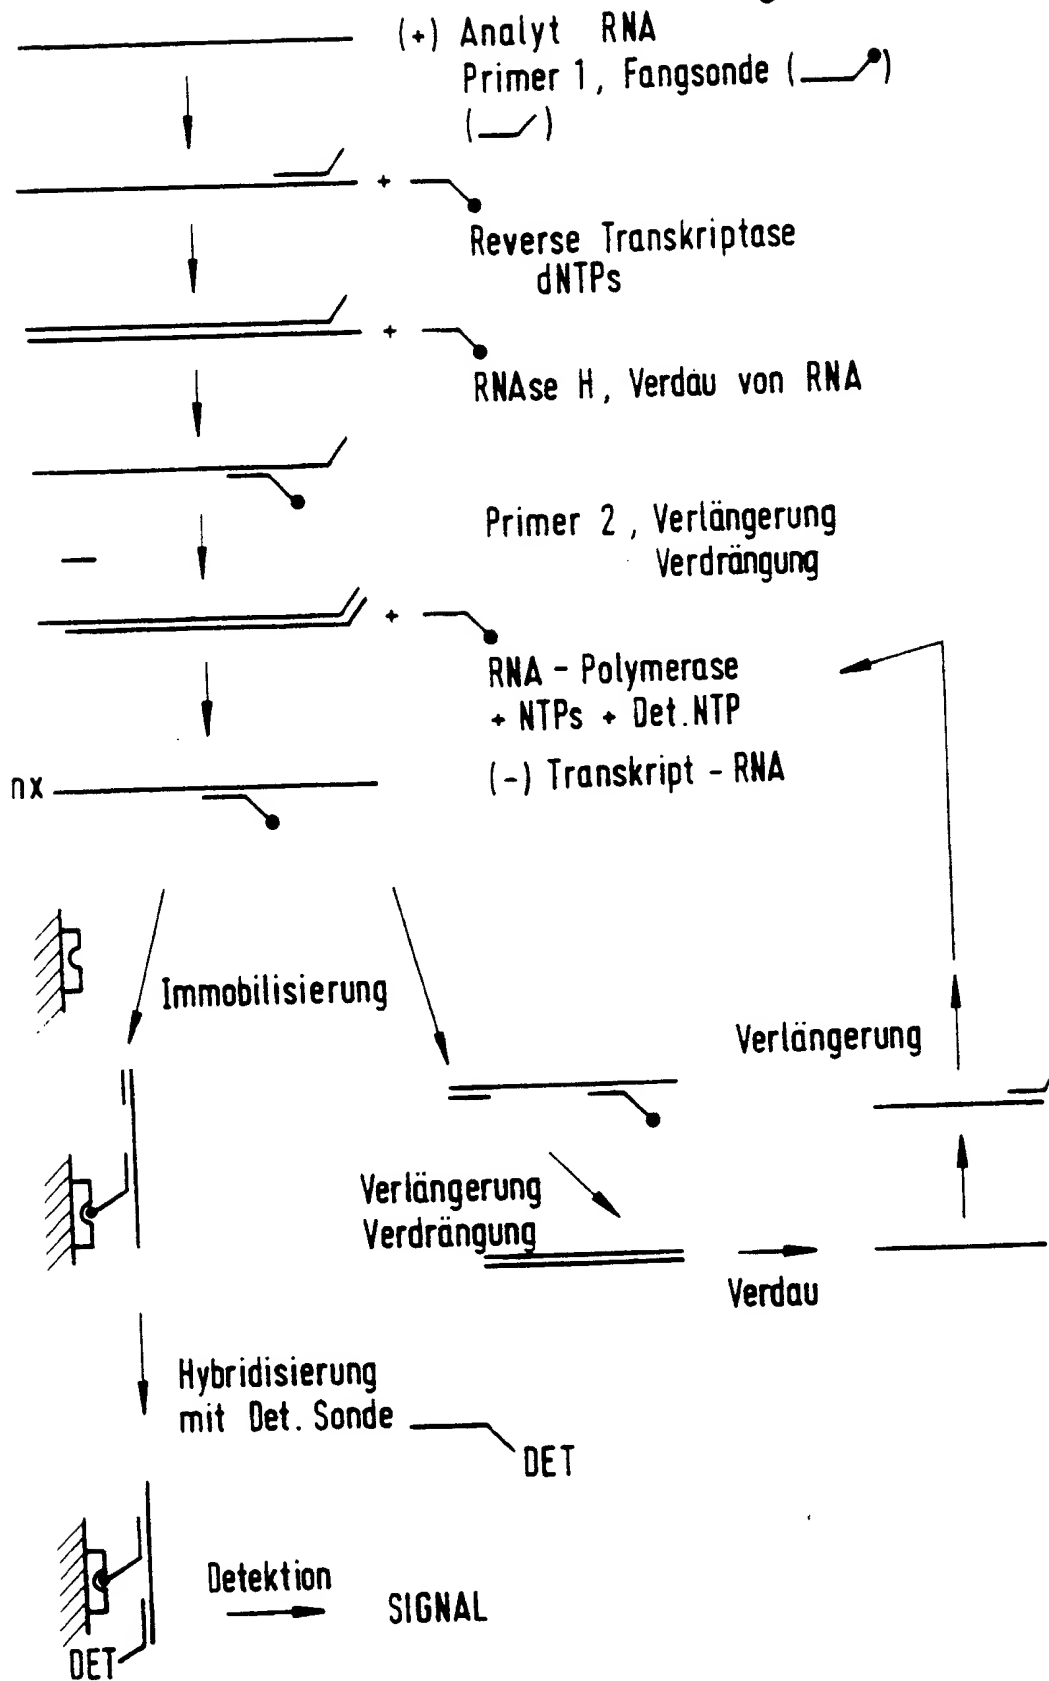 (+) Analyt RNA
Primer 1, Fangsonde ( )
( )
+
Reverse Transkriptase
dNTPs
+
RNAse H, Verdau von RNA
Primer 2, Verlängerung
Verdrängung
+
RNA - Polymerase
+ NTPs + Det.NTP
(-) Transkript - RNA
nx
Immobilisierung
Verlängerung
Verlängerung
Verdrängung
Verdau
Hybridisierung
mit Det. Sonde
DET
Detektion
SIGNAL
DET